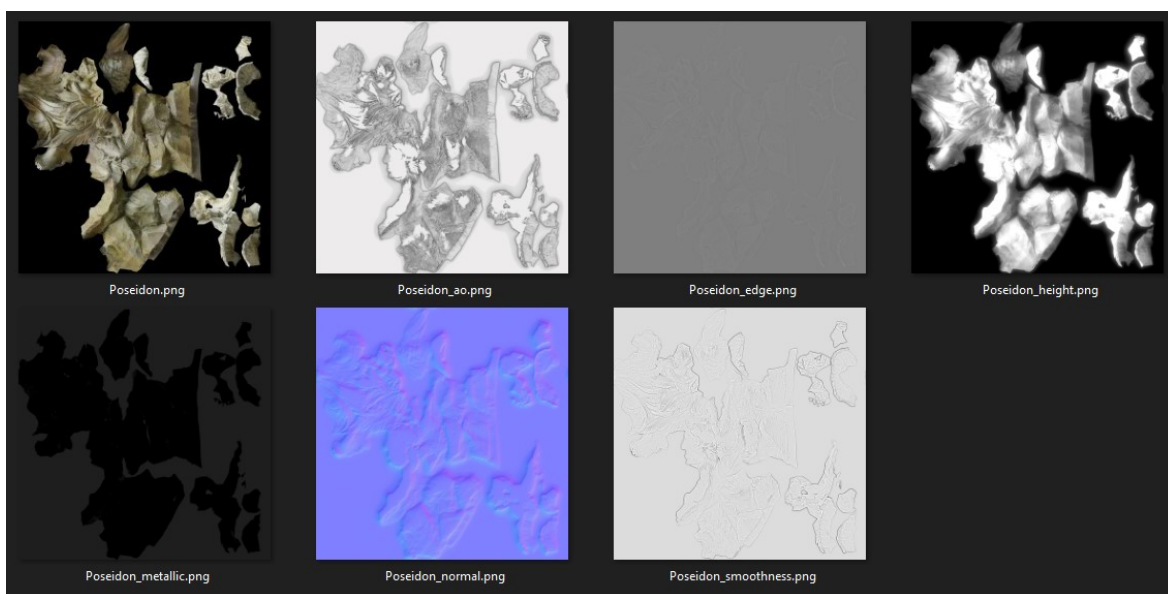 Poseidon.png
Poseidon_ao.png
Poseidon_edge.png
Poseidon_height.png
Poseidon_metallic.png
Poseidon_normal.png
Poseidon_smoothness.png